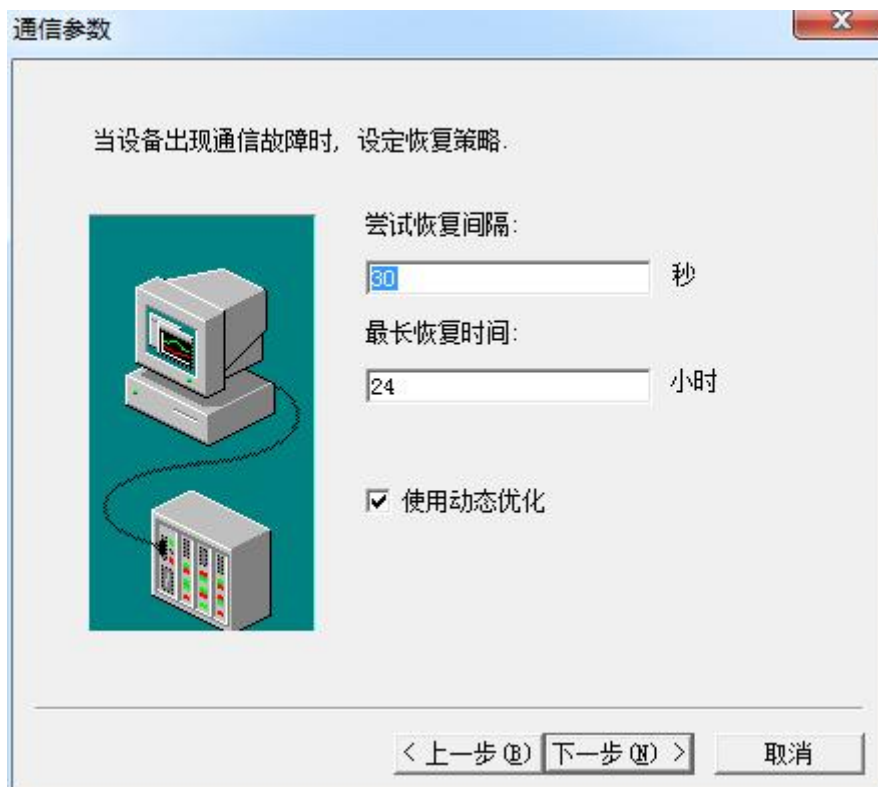 通信参数
当设备出现通信故障时, 设定恢复策略.
尝试恢复间隔:
30 秒
最长恢复时间:
24 小时
使用动态优化
< 上一步(B) 下一步(N) > 取消